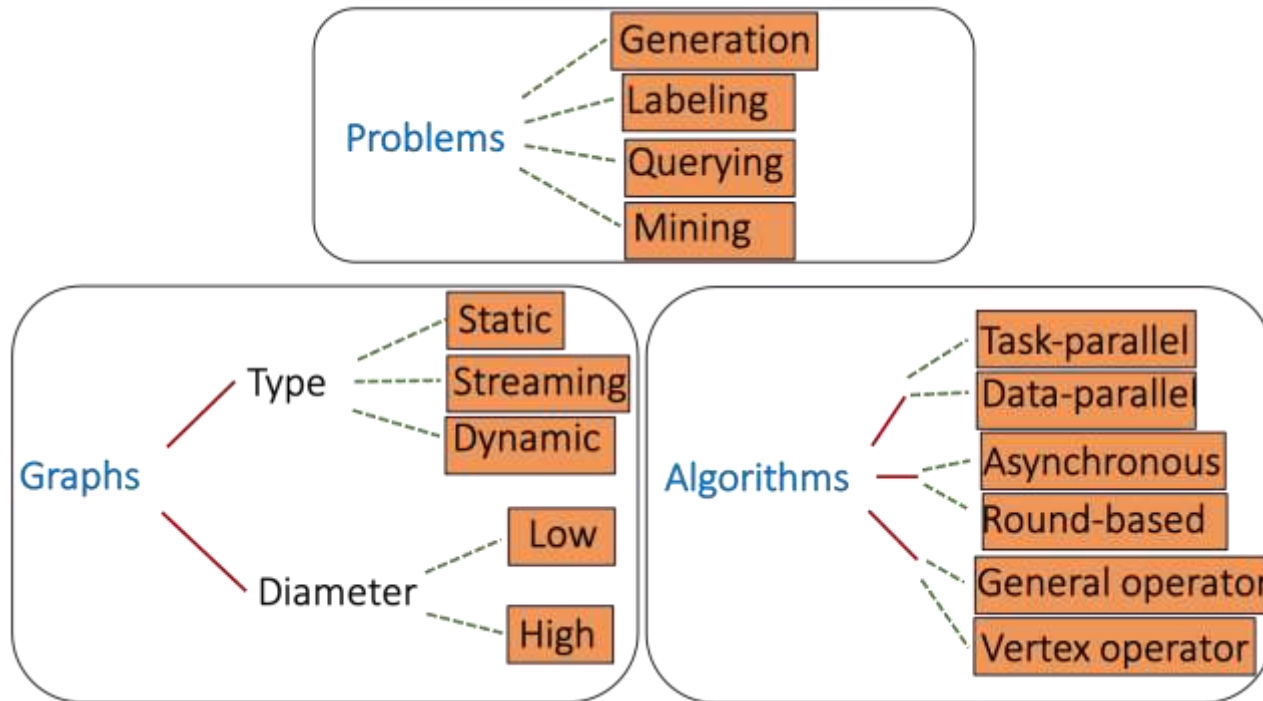 Problems
Generation
Labeling
Querying
Mining
Graphs
Type
Static
Streaming
Dynamic
Diameter
Low
High
Algorithms
Task-parallel
Data-parallel
Asynchronous
Round-based
General operator
Vertex operator